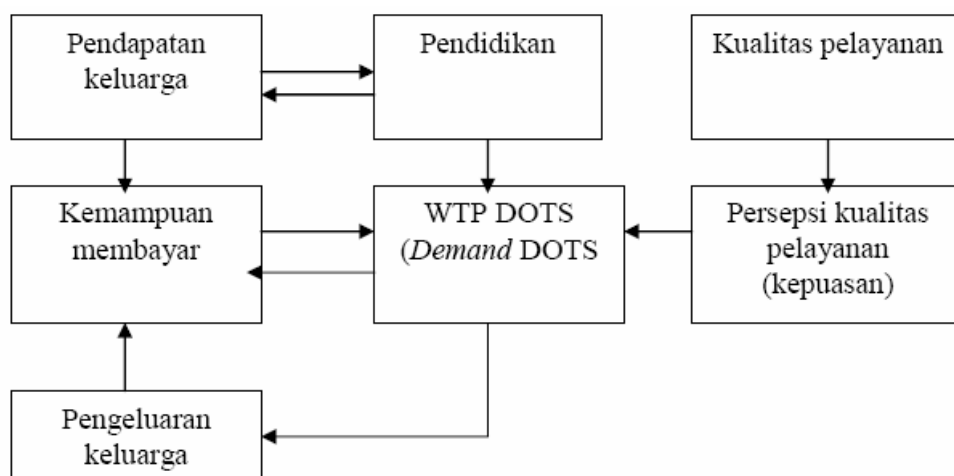 Pendapatan
keluarga
Pendidikan
Kualitas pelayanan
Kemampuan
membayar
WTP DOTS
(Demand DOTS
Persepsi kualitas
pelayanan
(kepuasan)
Pengeluaran
keluarga